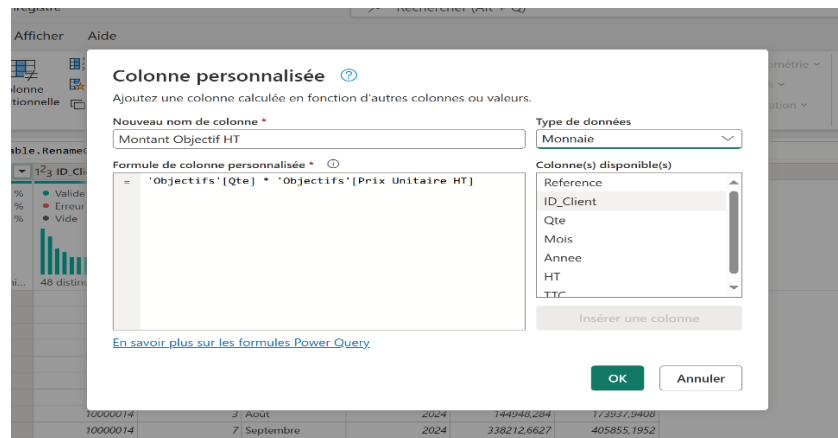 Rechercher (Alt + Q)
Afficher Aide
Colonne personnalisée
Ajoutez une colonne calculée en fonction d'autres colonnes ou valeurs.
Nouveau nom de colonne *
Montant Objectif HT
Type de données
Monnaie
Formule de colonne personnalisée *
= 'Objectifs'[Qte] * 'Objectifs'[Prix Unitaire HT]
Colonne(s) disponible(s)
Reference
ID_Client
Qte
Mois
Annee
HT
TTC
Insérer une colonne
En savoir plus sur les formules Power Query
OK Annuler
%
%
%
Valide
Erreur
Vide
48 distin
10000014 3 Août 2024 144948,284 173937,9408
10000014 7 Septembre 2024 338212,6627 405855,1952